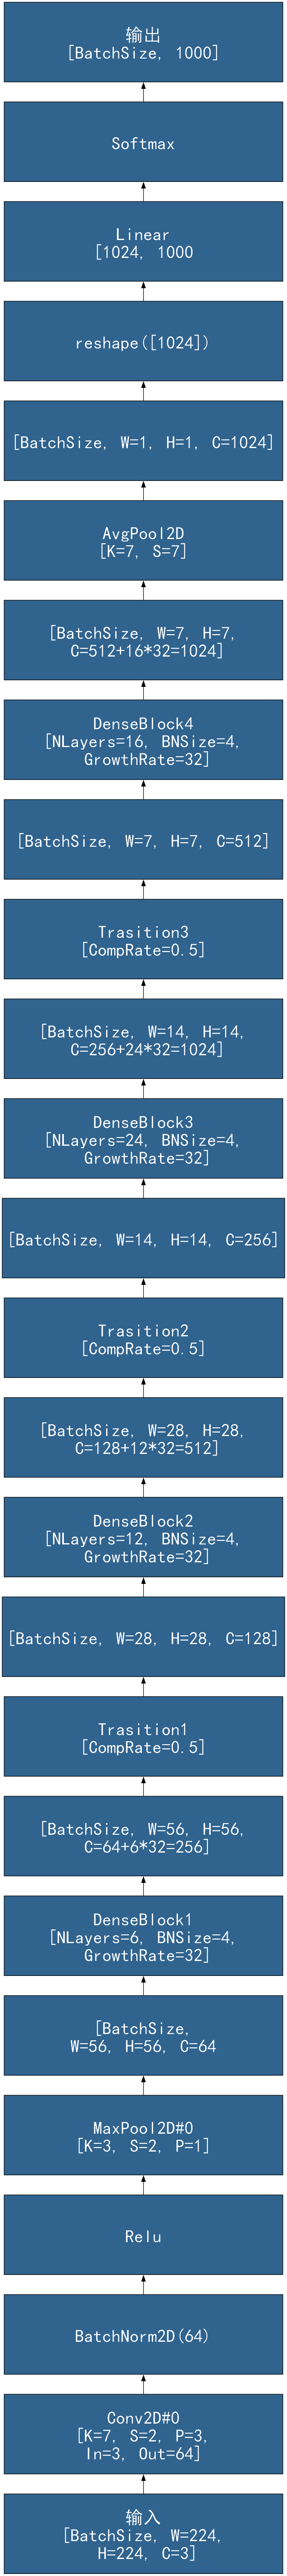 输出
[BatchSize, 1000]
Softmax
Linear
[1024, 1000
reshape([1024])
[BatchSize, W=1, H=1, C=1024]
AvgPool2D
[K=7, S=7]
[BatchSize, W=7, H=7,
C=512+16*32=1024]
DenseBlock4
[NLayers=16, BNSize=4,
GrowthRate=32]
[BatchSize, W=7, H=7, C=512]
Trasition3
[CompRate=0.5]
[BatchSize, W=14, H=14,
C=256+24*32=1024]
DenseBlock3
[NLayers=24, BNSize=4,
GrowthRate=32]
[BatchSize, W=14, H=14, C=256]
Trasition2
[CompRate=0.5]
[BatchSize, W=28, H=28,
C=128+12*32=512]
DenseBlock2
[NLayers=12, BNSize=4,
GrowthRate=32]
[BatchSize, W=28, H=28, C=128]
Trasition1
[CompRate=0.5]
[BatchSize, W=56, H=56,
C=64+6*32=256]
DenseBlock1
[NLayers=6, BNSize=4,
GrowthRate=32]
[BatchSize,
W=56, H=56, C=64
MaxPool2D#0
[K=3, S=2, P=1]
Relu
BatchNorm2D(64)
Conv2D#0
[K=7, S=2, P=3,
In=3, Out=64]
输入
[BatchSize, W=224,
H=224, C=3]